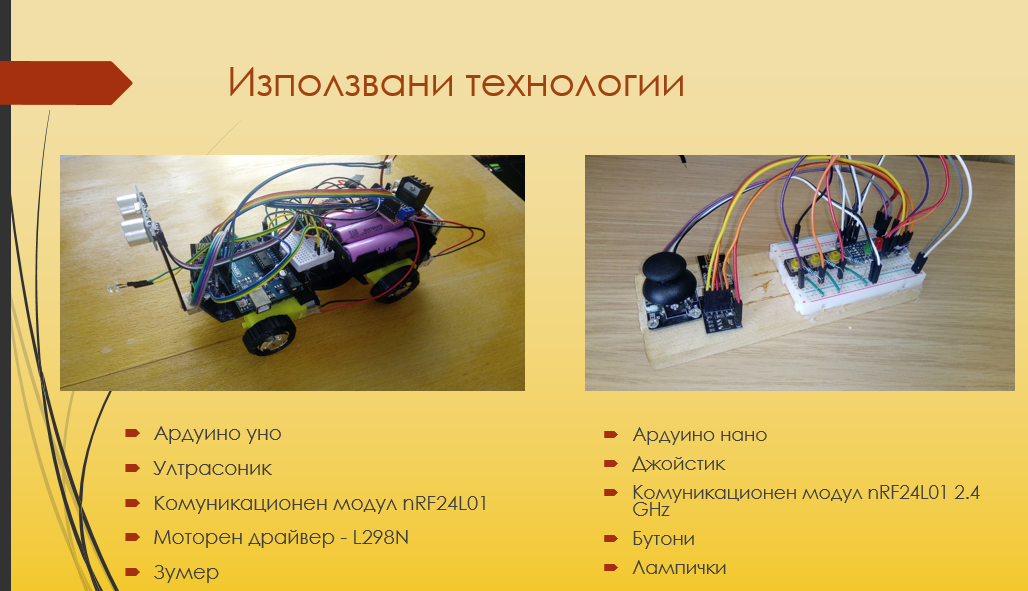 Използвани технологии
Ардуино уно
Ултрасоник
Комуникационен модул nRF24L01
Моторен драйвер - L298N
Зумер
Ардуино нано
Джойстик
Комуникационен модул nRF24L01 2.4
GHz
Бутони
Лампички